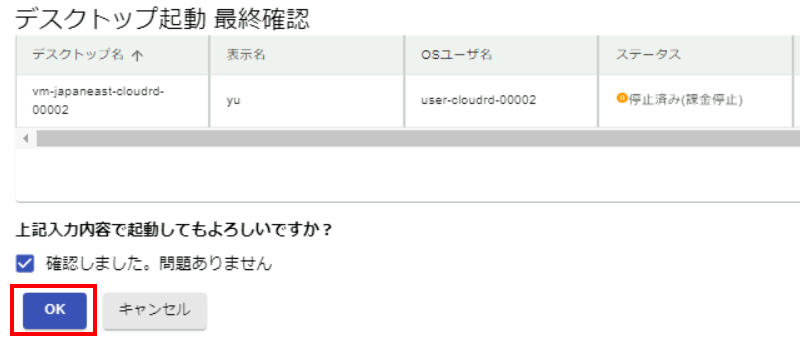 デスクトップ起動 最終確認
デスクトップ名 ↑ 表示名 OSユーザ名 ステータス
vm-japaneast-cloudrd-00002 yu user-cloudrd-00002 停止済み(課金停止)
上記入力内容で起動してもよろしいですか？
確認しました。問題ありません
OK キャンセル